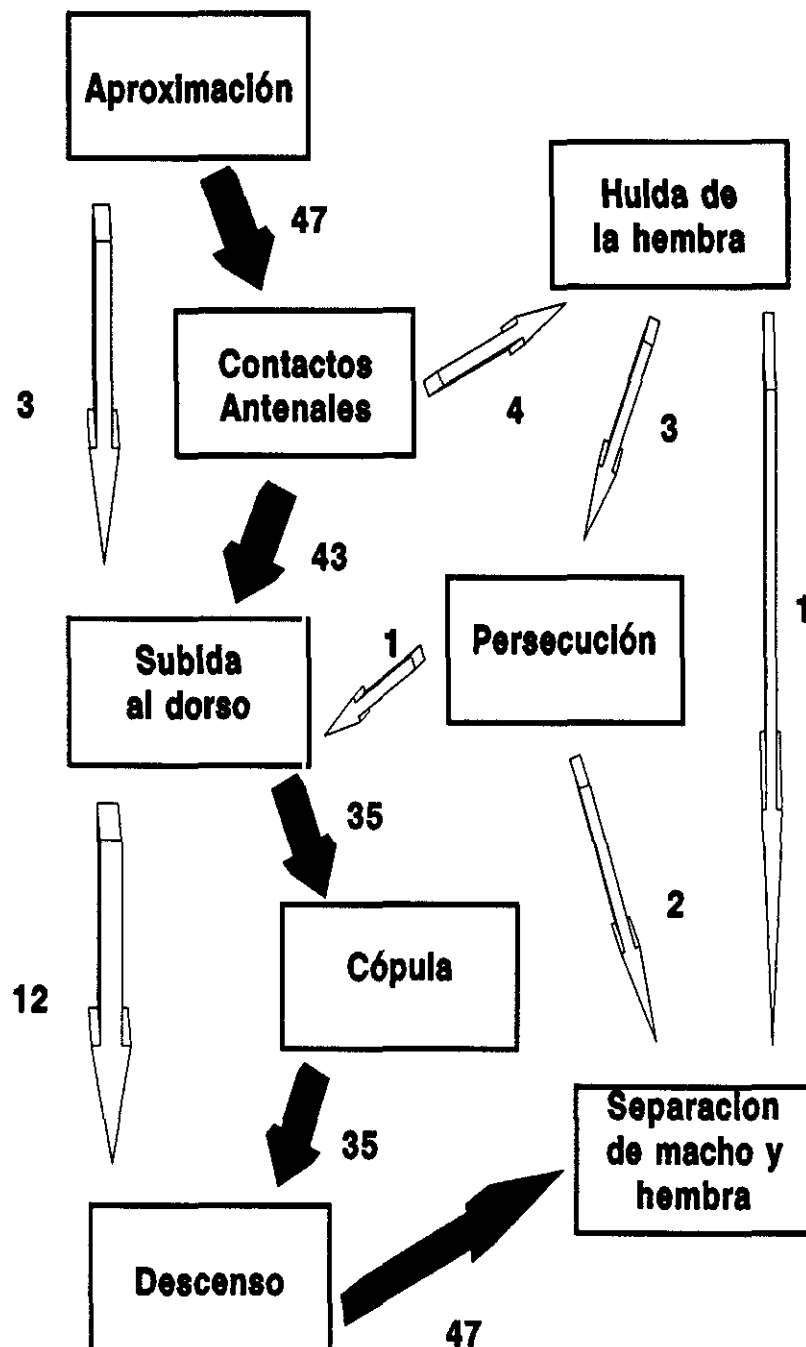 Aproximación
47
Huida de
la hembra
Contactos
Antenales
3
4
3
43
1
Subida
al dorso
1
Persecución
35
2
Cópula
12
35
Separacion
de macho y
hembra
Descenso
47